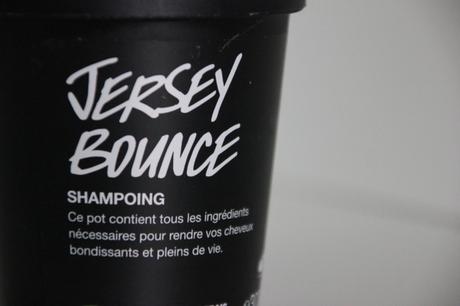 JERSEY
BOUNCE
SHAMPOING
Ce pot contient tous les ingrédients
nécessaires pour rendre vos cheveux
bondissants et pleins de vie.